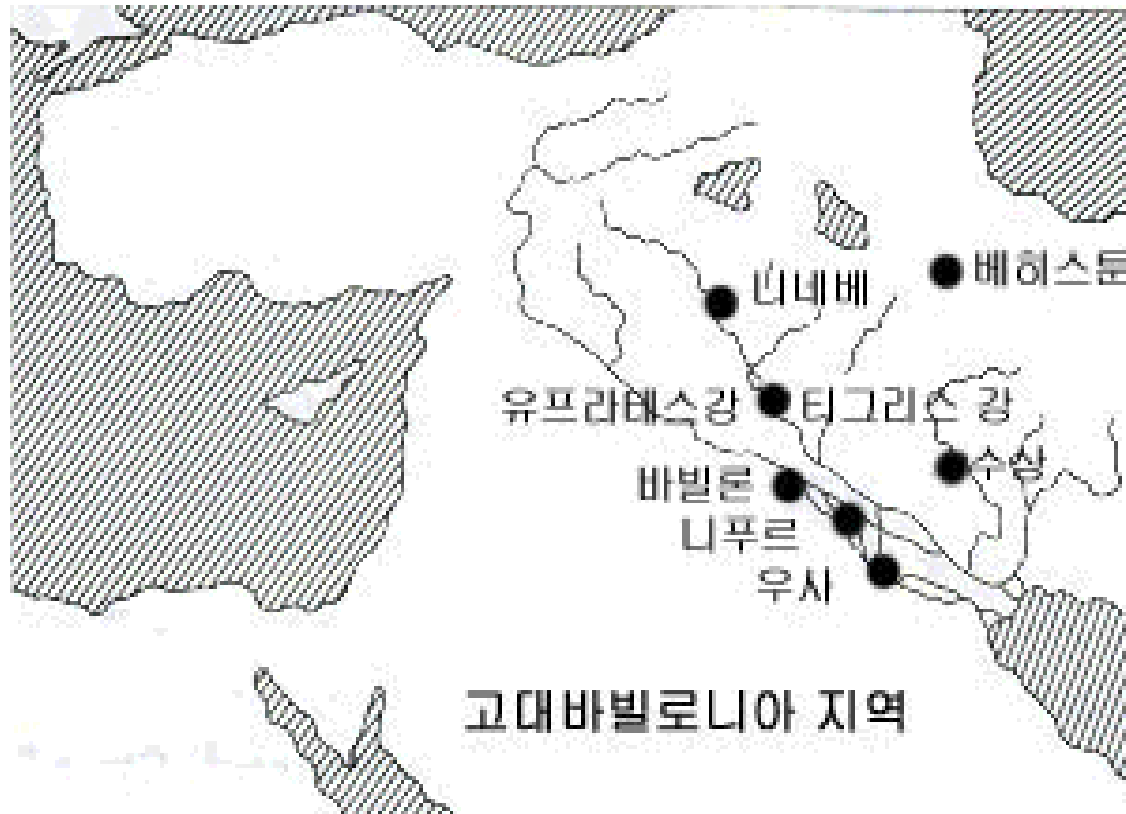 니네베
베히스툰
유프라테스강
티그리스 강
수상
바빌론
니푸르
우사
고대바빌로니아 지역